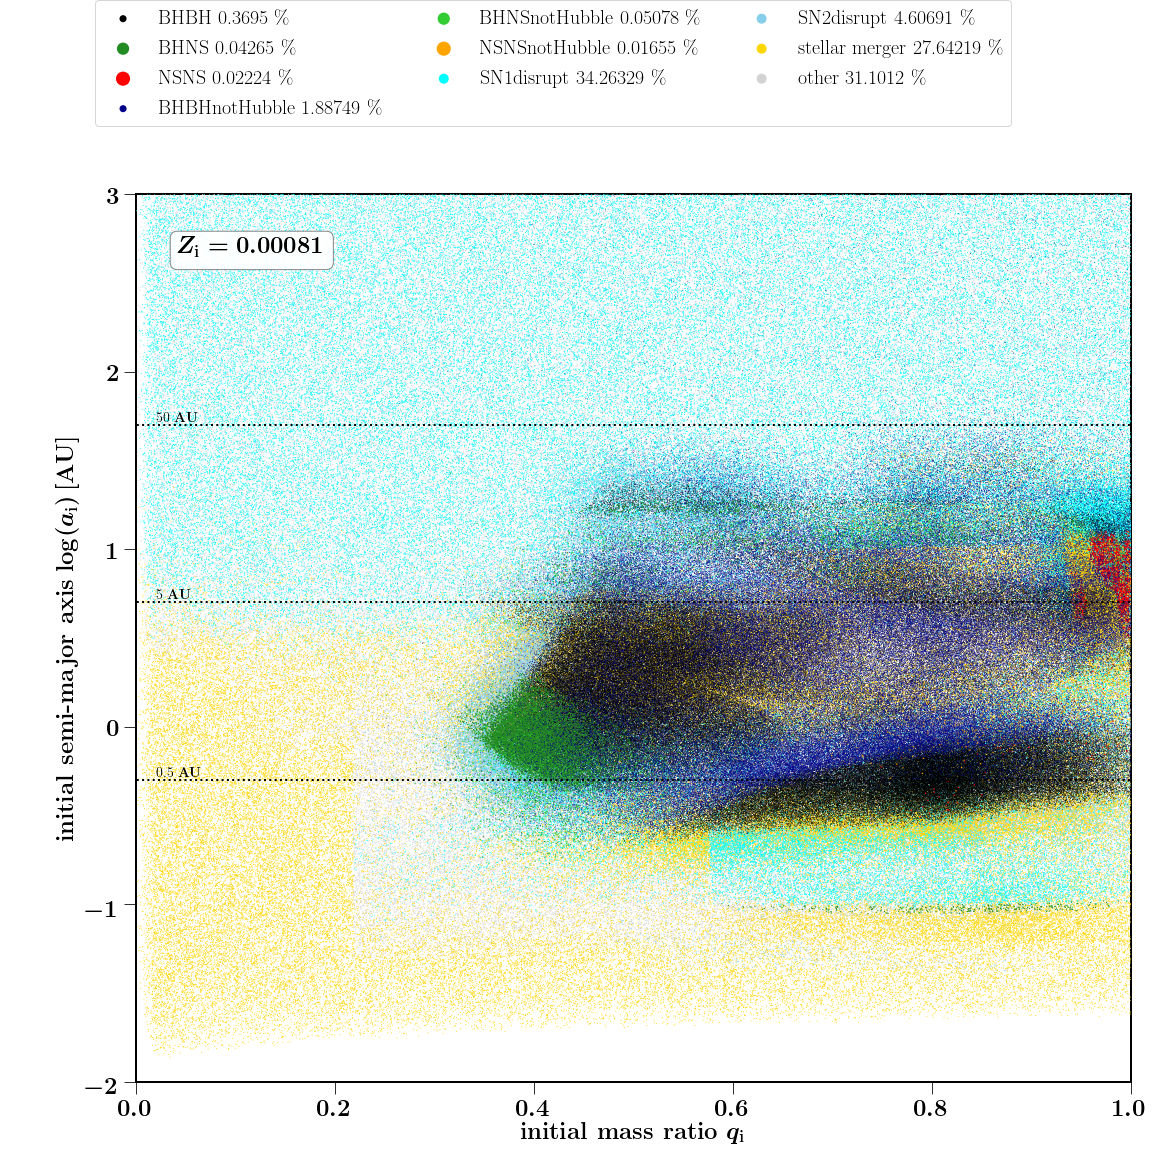 BHBH 0.3695 %
BHNS 0.04265 %
NSNS 0.02224 %
BHBHnotHubble 1.88749 %
BHNSnotHubble 0.05078 %
NSNSnotHubble 0.01655 %
SN1disrupt 34.26329 %
SN2disrupt 4.60691 %
stellar merger 27.64219 %
other 31.1012 %
3
Zi = 0.00081
2
50 AU
1
5 AU
0
0.5 AU
−1
−2
initial semi-major axis log(ai) [AU]
0.0 0.2 0.4 0.6 0.8 1.0
initial mass ratio qi